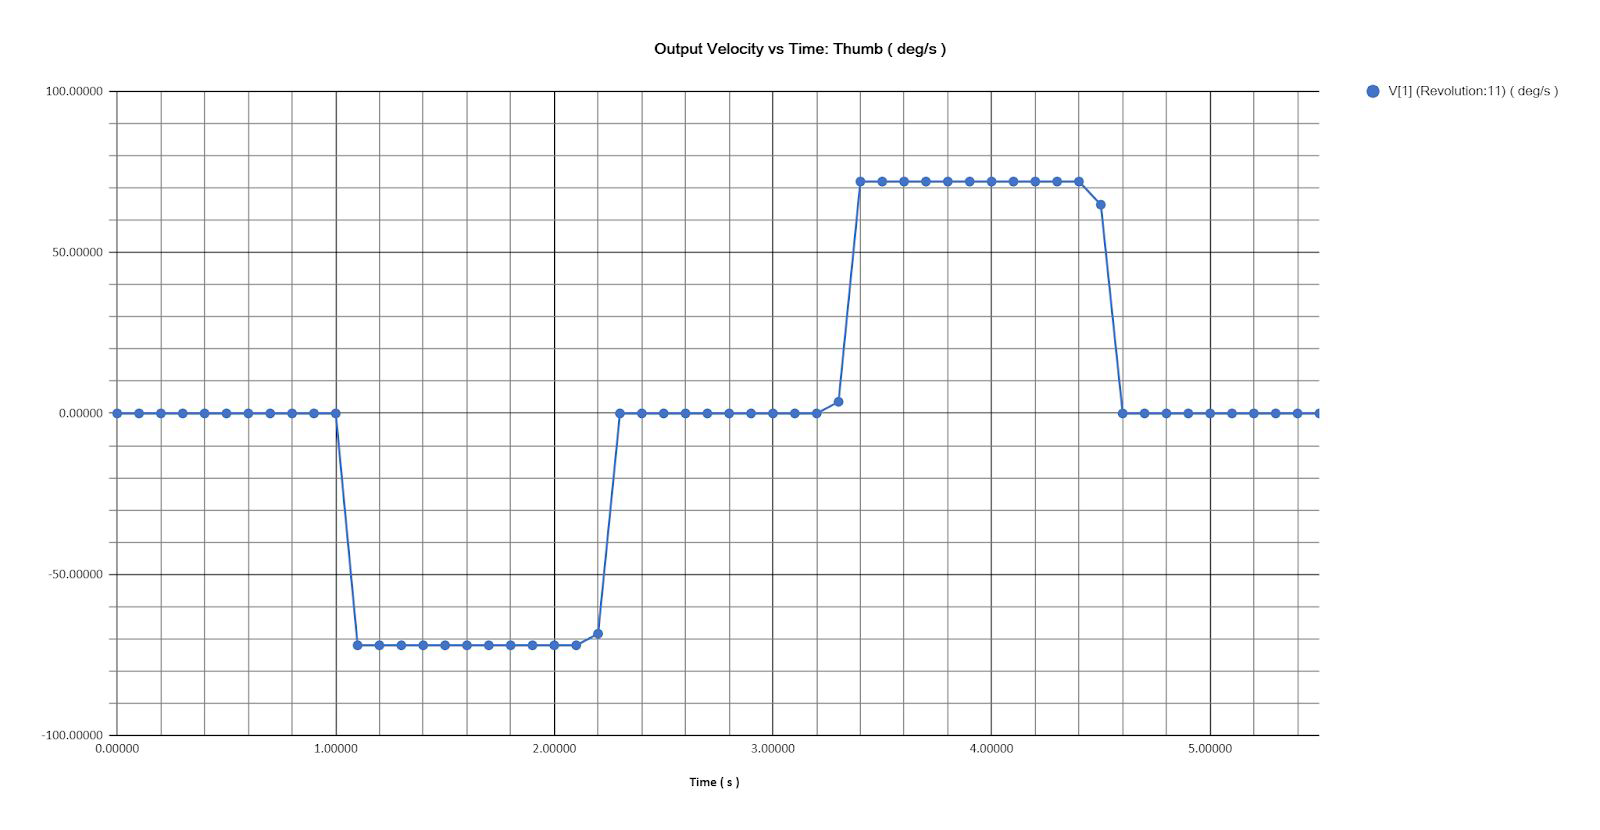 Output Velocity vs Time: Thumb ( deg/s )
100.00000
V[1] (Revolution:11) ( deg/s )
50.00000
0.00000
-50.00000
-100.00000
0.00000 1.00000 2.00000 3.00000 4.00000 5.00000
Time ( s )